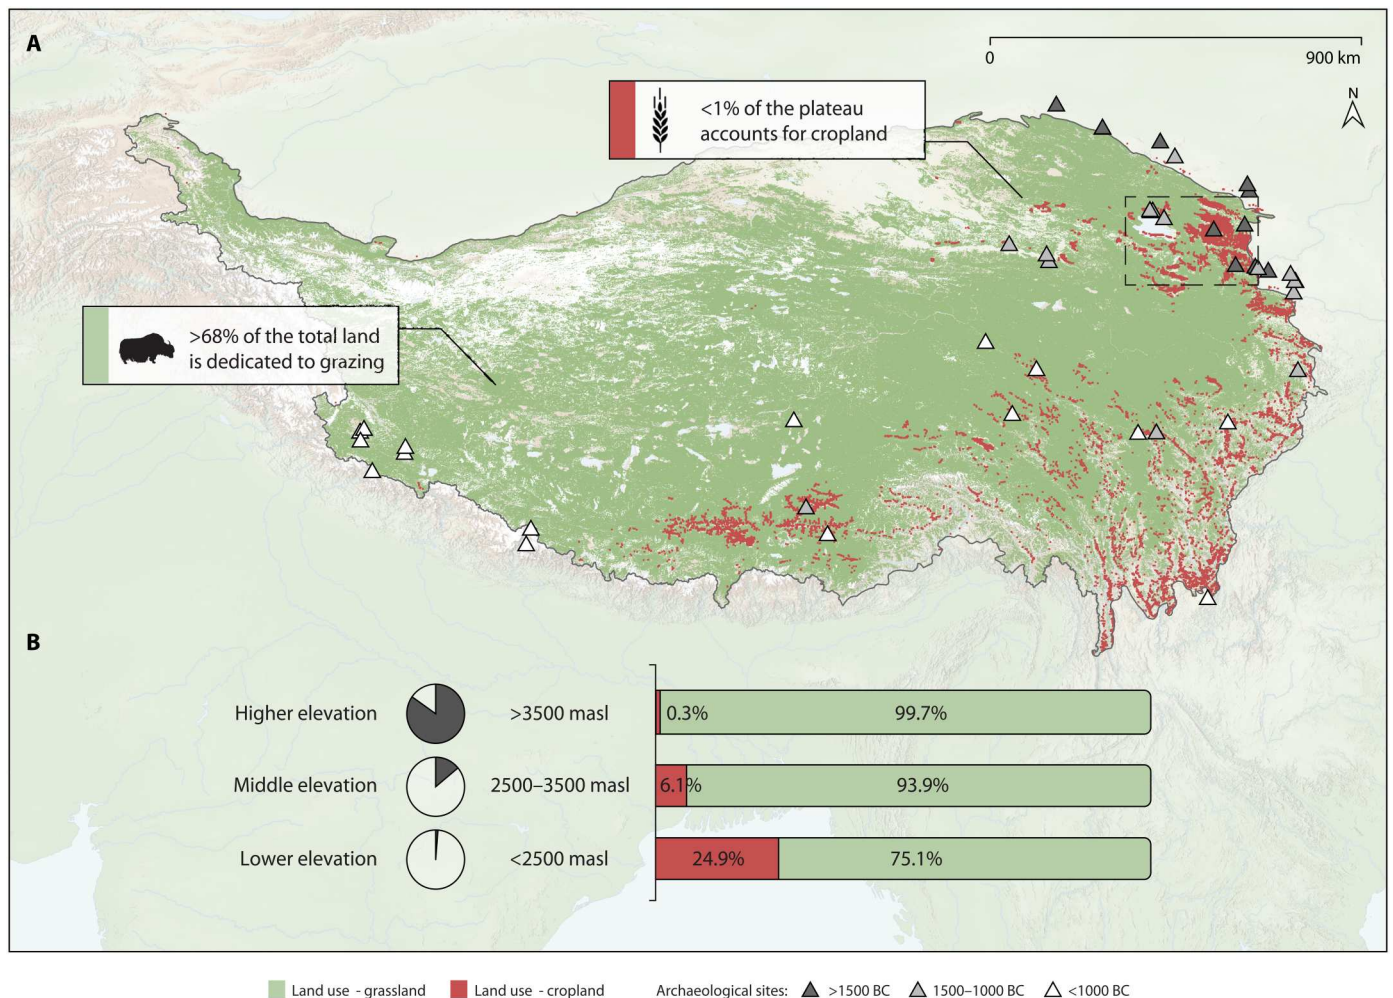 A
0 900 km
N
<1% of the plateau
accounts for cropland
>68% of the total land
is dedicated to grazing
B
Higher elevation >3500 masl 0.3% 99.7%
Middle elevation 2500–3500 masl 6.1% 93.9%
Lower elevation <2500 masl 24.9% 75.1%
Land use - grassland Land use - cropland Archaeological sites: >1500 BC 1500–1000 BC <1000 BC